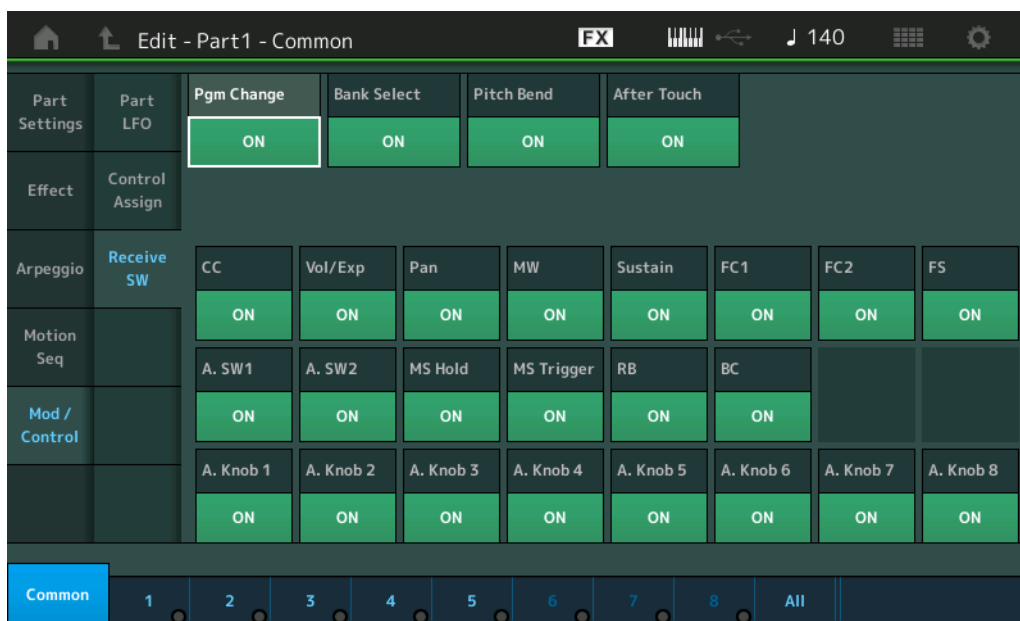 Edit - Part1 - Common FX 140
Part Settings
Effect
Arpeggio
Motion Seq
Mod / Control
Part LFO
Control Assign
Receive SW
Pgm Change Bank Select Pitch Bend After Touch
ON ON ON ON
CC Vol/Exp Pan MW Sustain FC1 FC2 FS
ON ON ON ON ON ON ON ON
A. SW1 A. SW2 MS Hold MS Trigger RB BC
ON ON ON ON ON ON
A. Knob 1 A. Knob 2 A. Knob 3 A. Knob 4 A. Knob 5 A. Knob 6 A. Knob 7 A. Knob 8
ON ON ON ON ON ON ON ON
Common 1 2 3 4 5 6 7 8 All